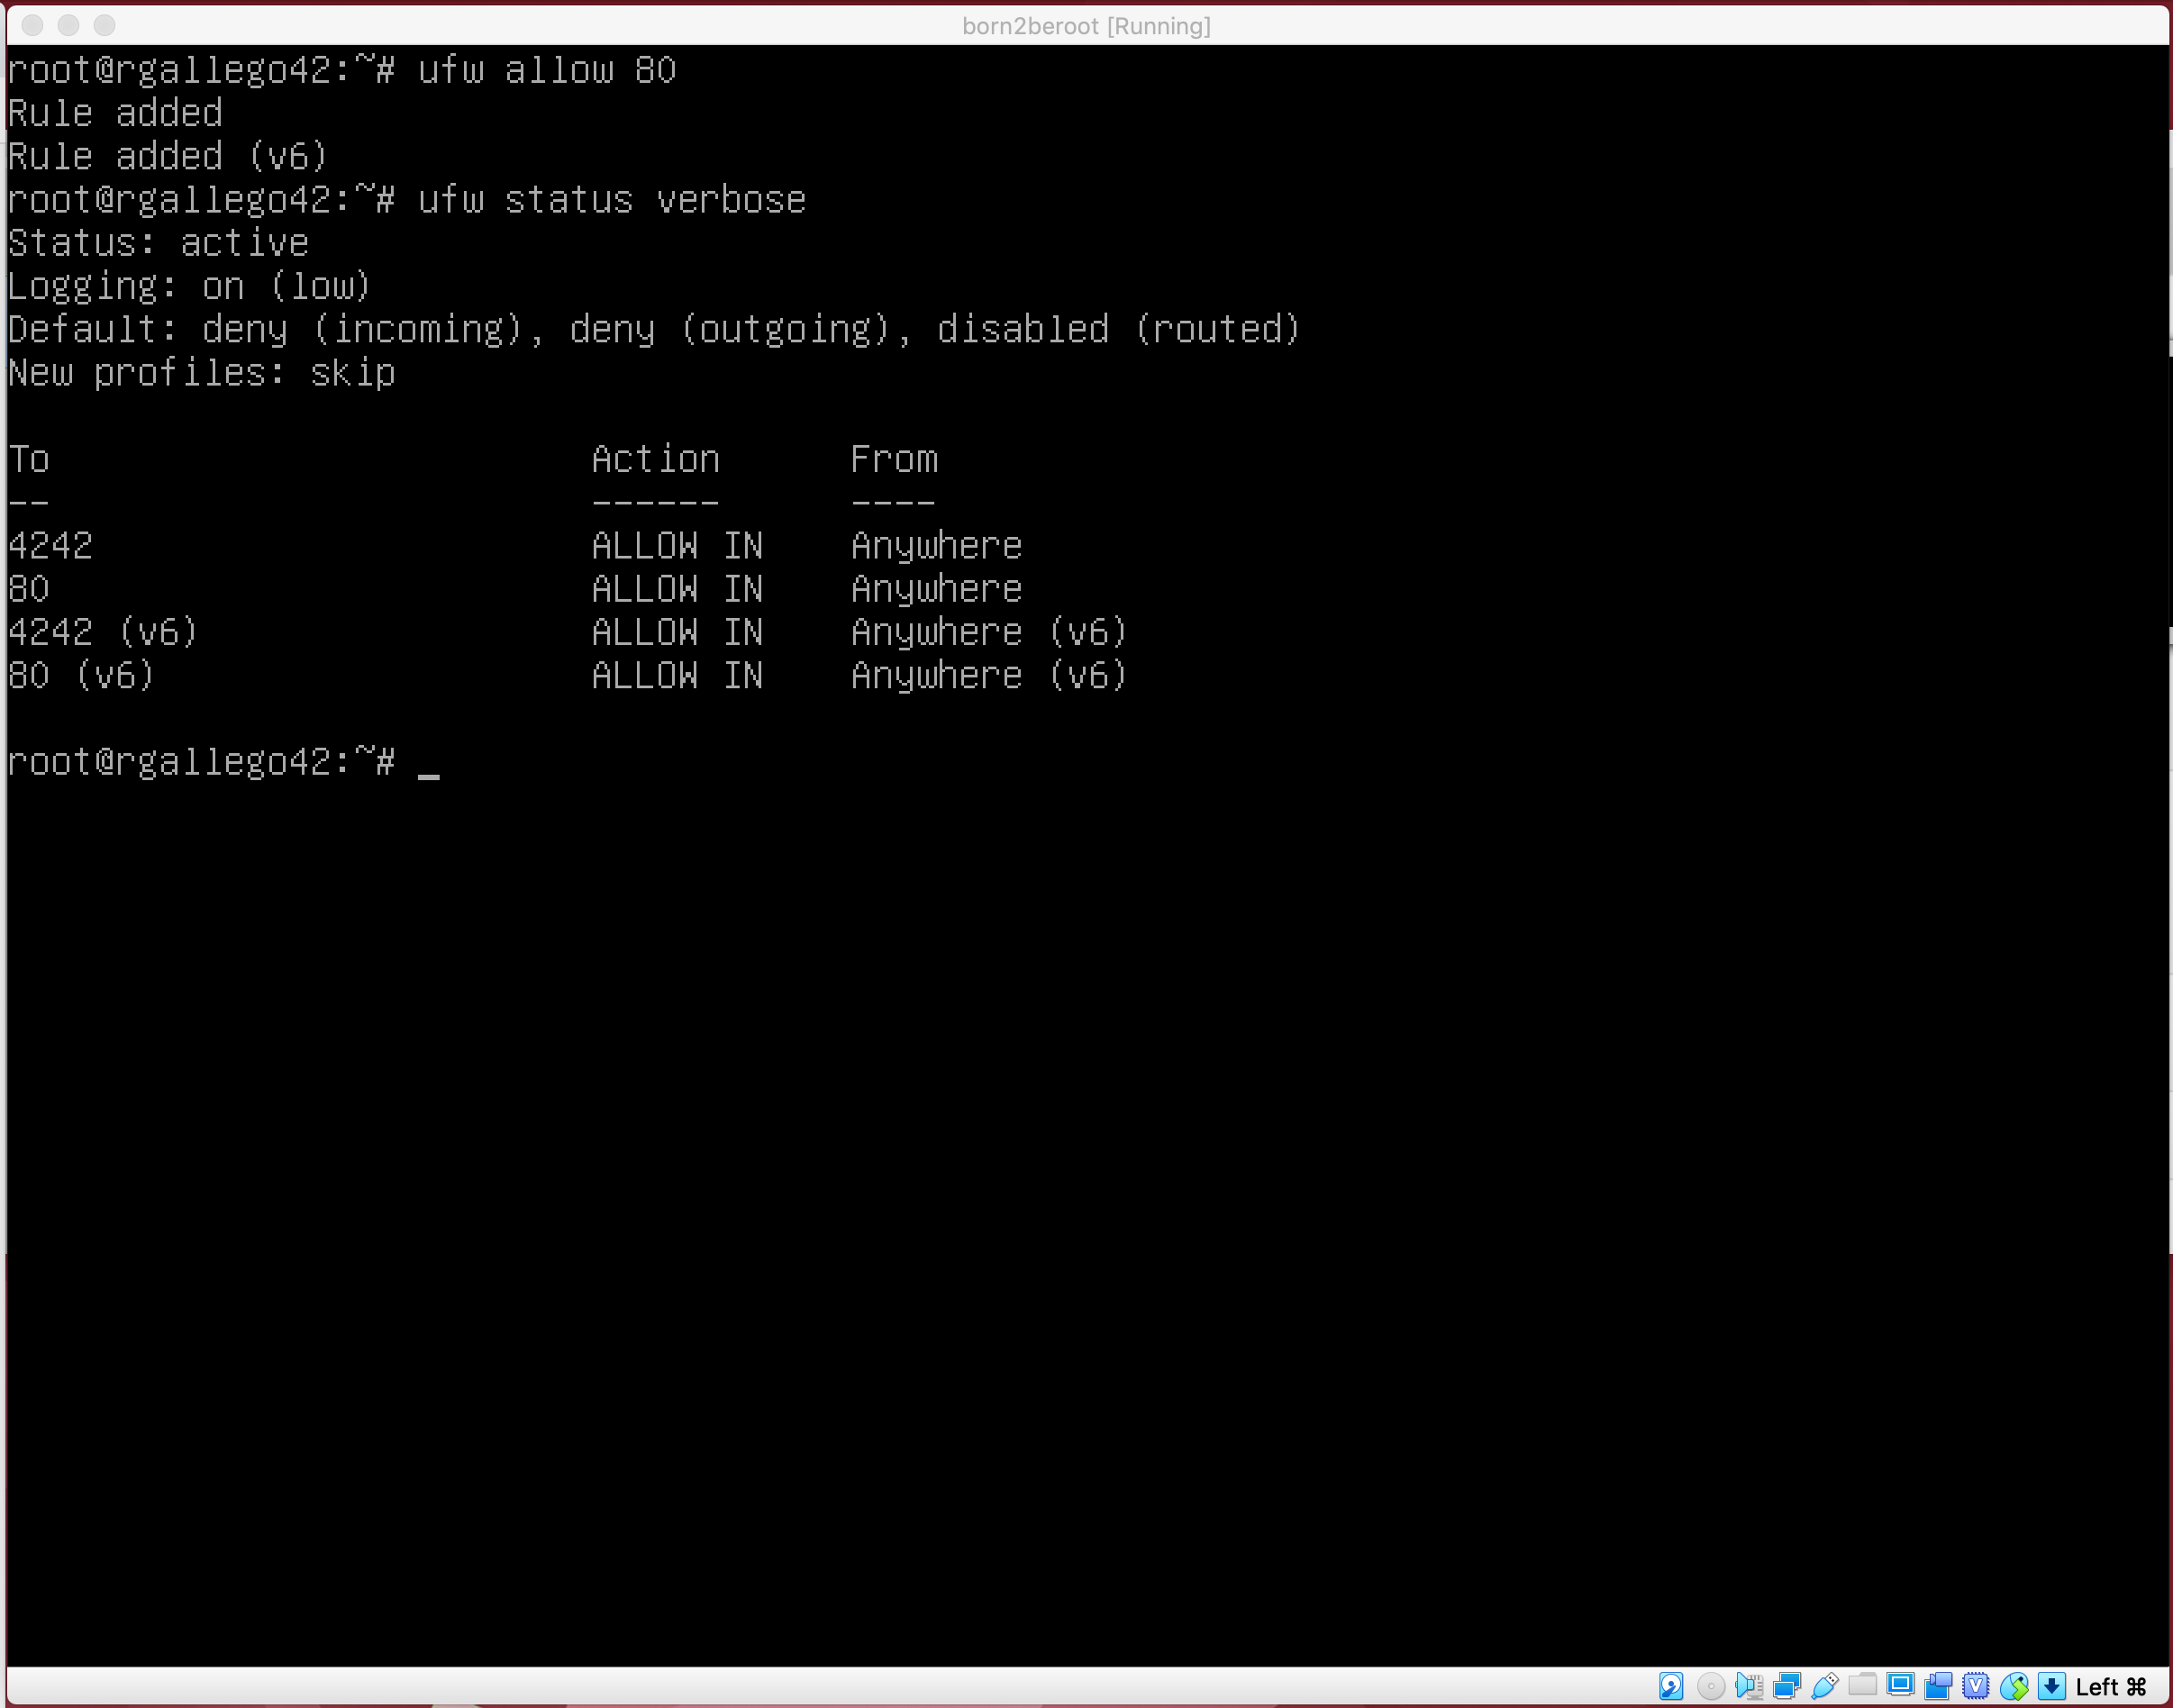 born2beroot [Running]
root@rgallego42:~# ufw allow 80
Rule added
Rule added (v6)
root@rgallego42:~# ufw status verbose
Status: active
Logging: on (low)
Default: deny (incoming), deny (outgoing), disabled (routed)
New profiles: skip
To                         Action      From
--                         ------      ----
4242                       ALLOW IN    Anywhere
80                         ALLOW IN    Anywhere
4242 (v6)                  ALLOW IN    Anywhere (v6)
80 (v6)                    ALLOW IN    Anywhere (v6)
root@rgallego42:~# _
Left ⌘